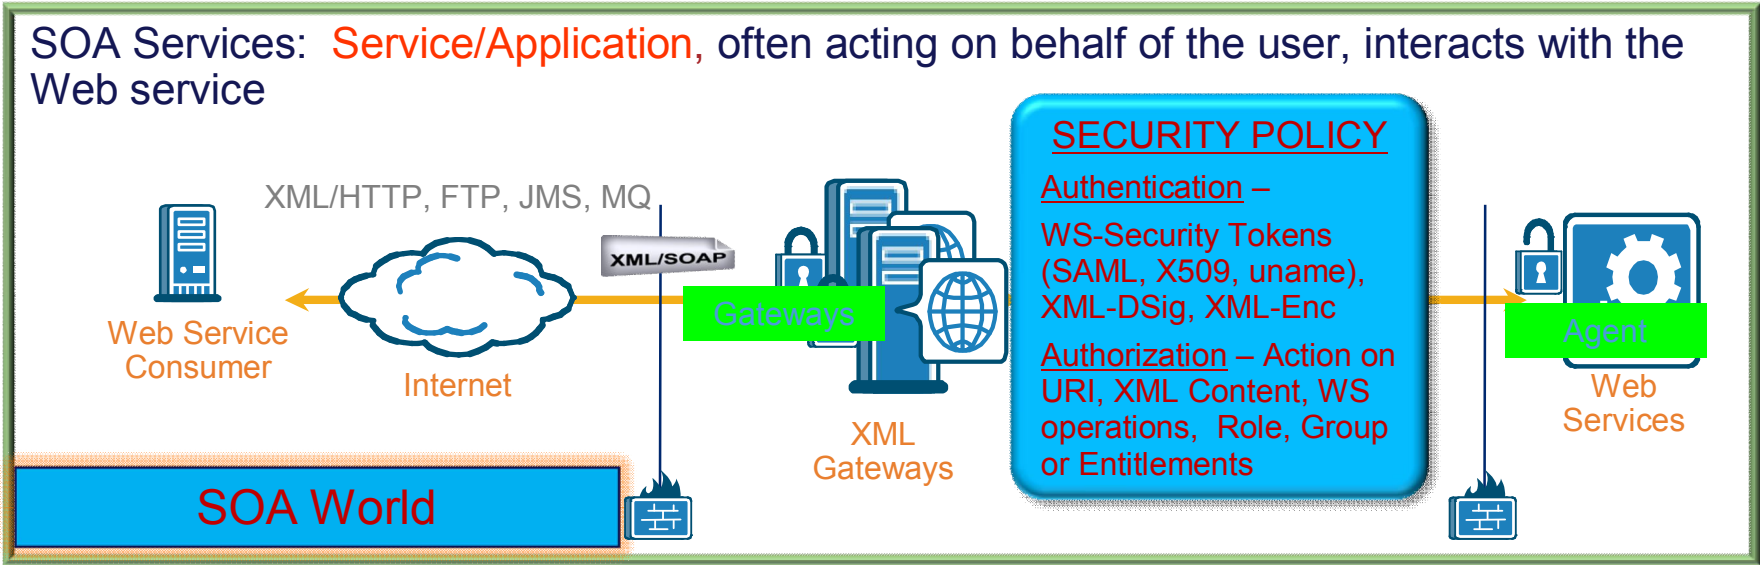 SOA Services:  Service/Application, often acting on behalf of the user, interacts with the
Web service
XML/HTTP, FTP, JMS, MQ
XML/SOAP
Web Service
Consumer
Internet
Gateways
XML
Gateways
SECURITY POLICY
Authentication –
WS-Security Tokens
(SAML, X509, uname),
XML-DSig, XML-Enc
Authorization – Action on
URI, XML Content, WS
operations,  Role, Group
or Entitlements
Agent
Web
Services
SOA World